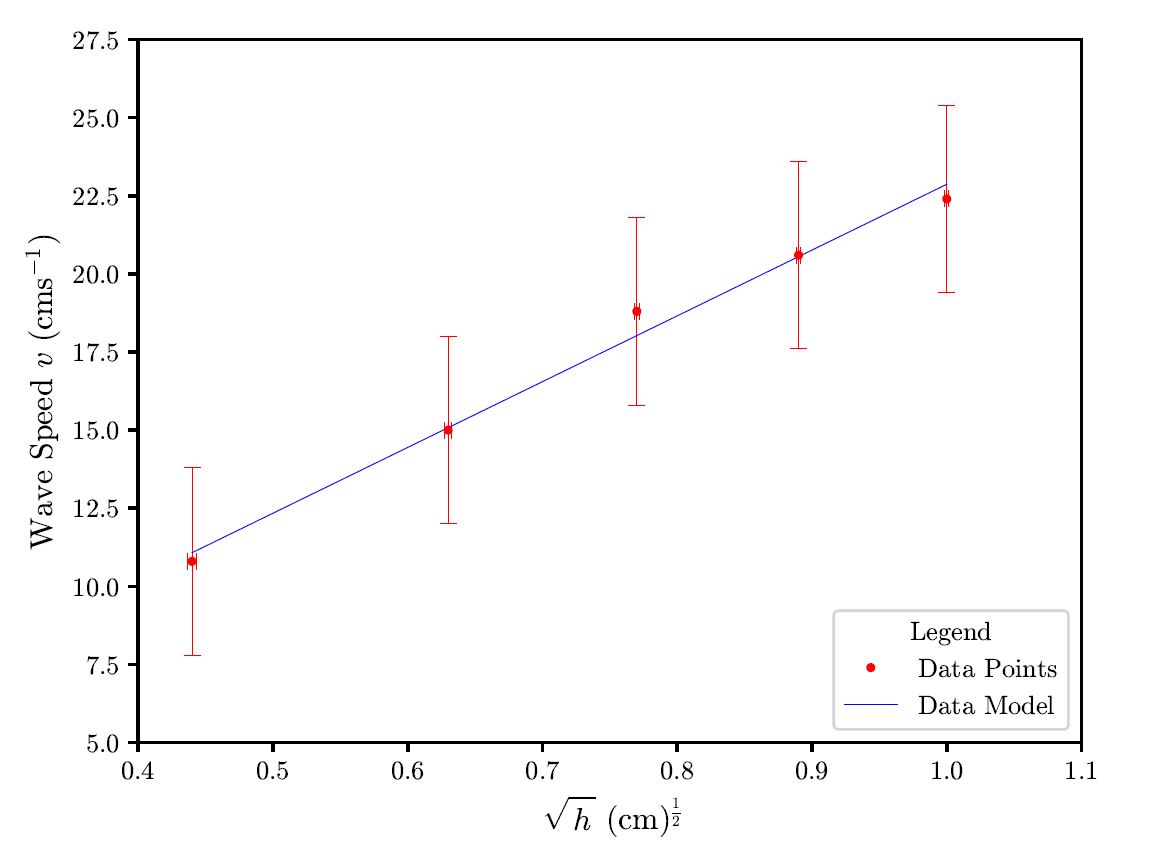 27.5
25.0
22.5
20.0
17.5
15.0
12.5
10.0
7.5
5.0
Wave Speed v (cms⁻¹)
Legend
Data Points
Data Model
0.4 0.5 0.6 0.7 0.8 0.9 1.0 1.1
√h (cm)^½